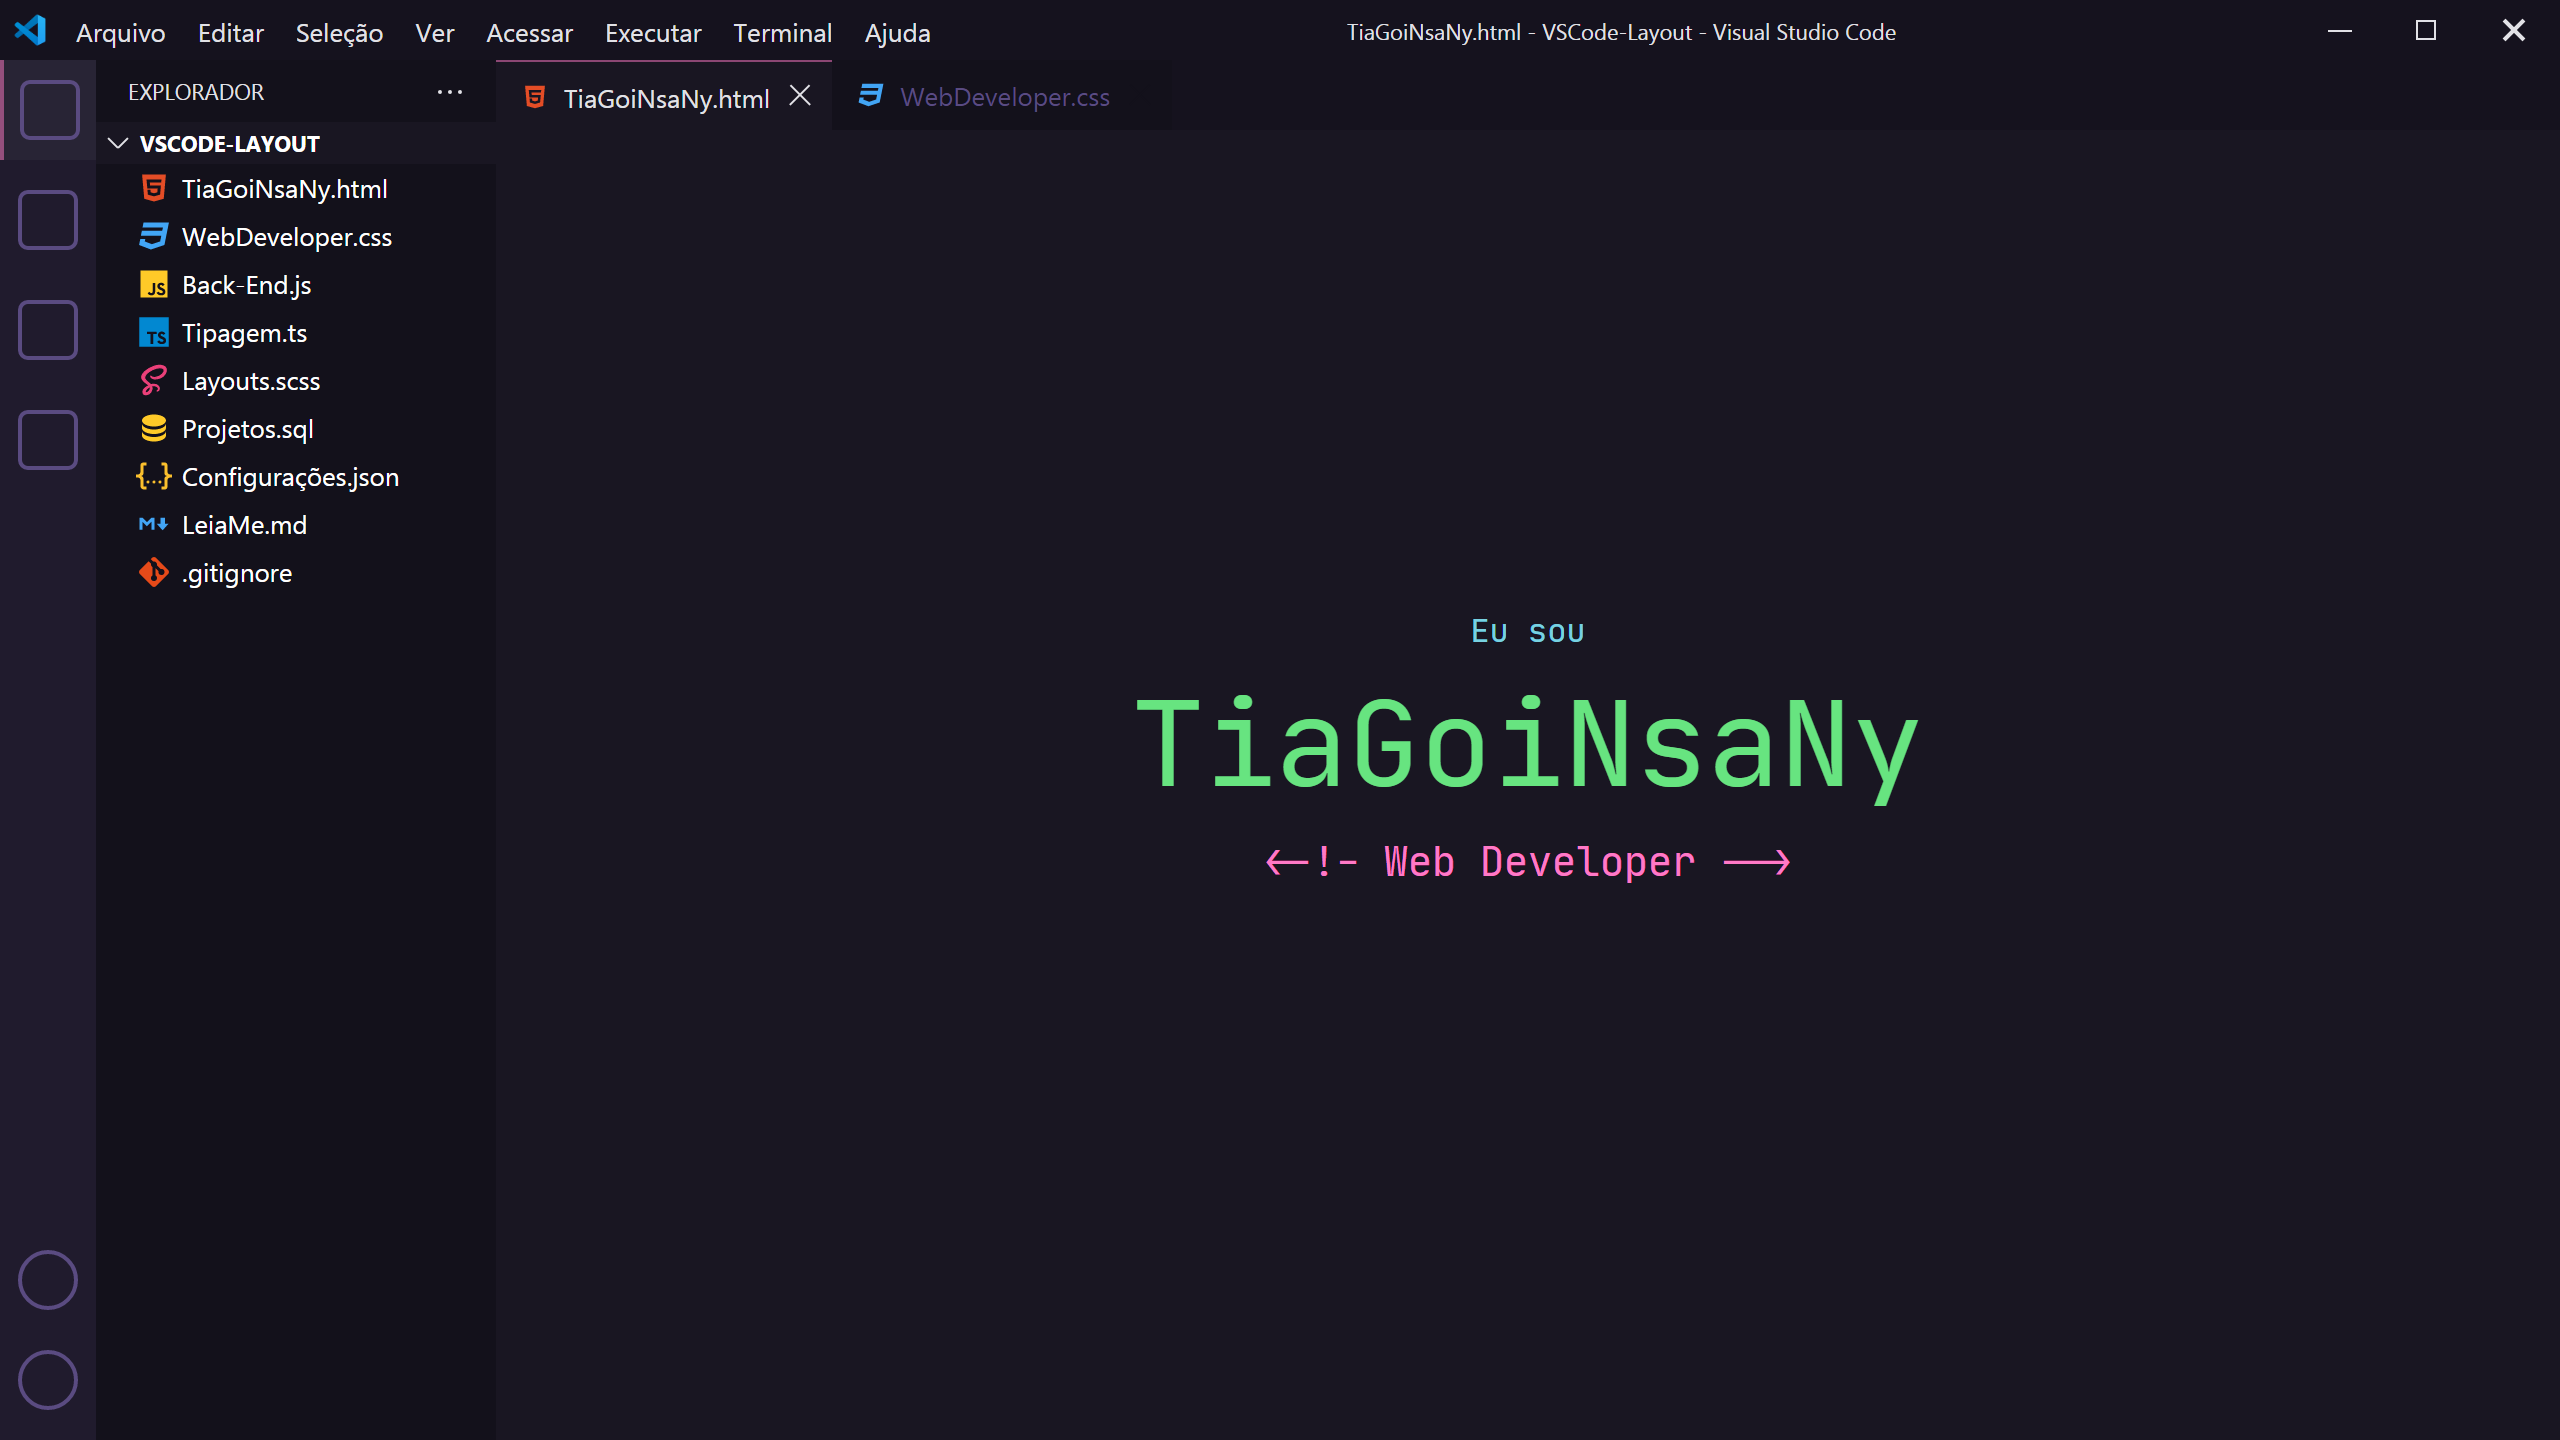 Arquivo Editar Seleção Ver Acessar Executar Terminal Ajuda TiaGoiNsaNy.html - VSCode-Layout - Visual Studio Code
EXPLORADOR ···
TiaGoiNsaNy.html WebDeveloper.css
VSCODE-LAYOUT
TiaGoiNsaNy.html
WebDeveloper.css
JS Back-End.js
TS Tipagem.ts
Layouts.scss
Projetos.sql
{...} Configurações.json
LeiaMe.md
.gitignore
Eu sou
TiaGoiNsaNy
<-!- Web Developer -->